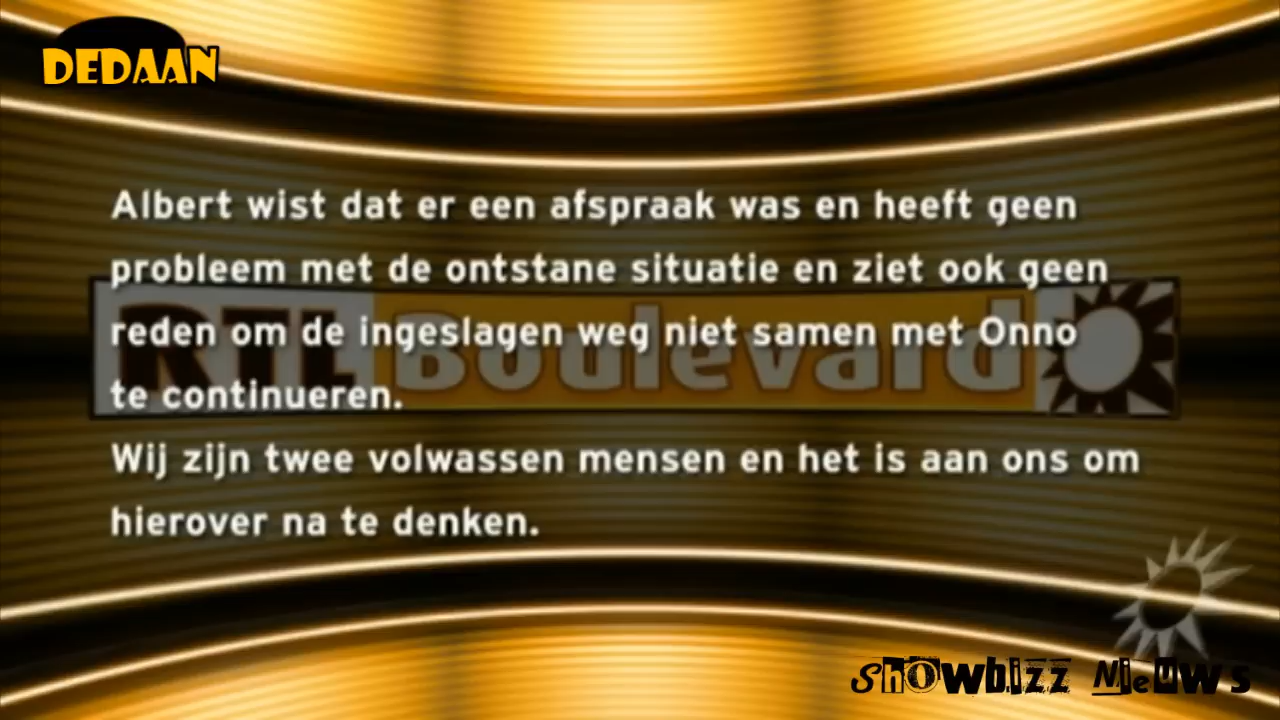 DEDAAN
Albert wist dat er een afspraak was en heeft geen
probleem met de ontstane situatie en ziet ook geen
reden om de ingeslagen weg niet samen met Onno
te continueren.
RTL Boulevard
Wij zijn twee volwassen mensen en het is aan ons om
hierover na te denken.
Showbizz Nieuws